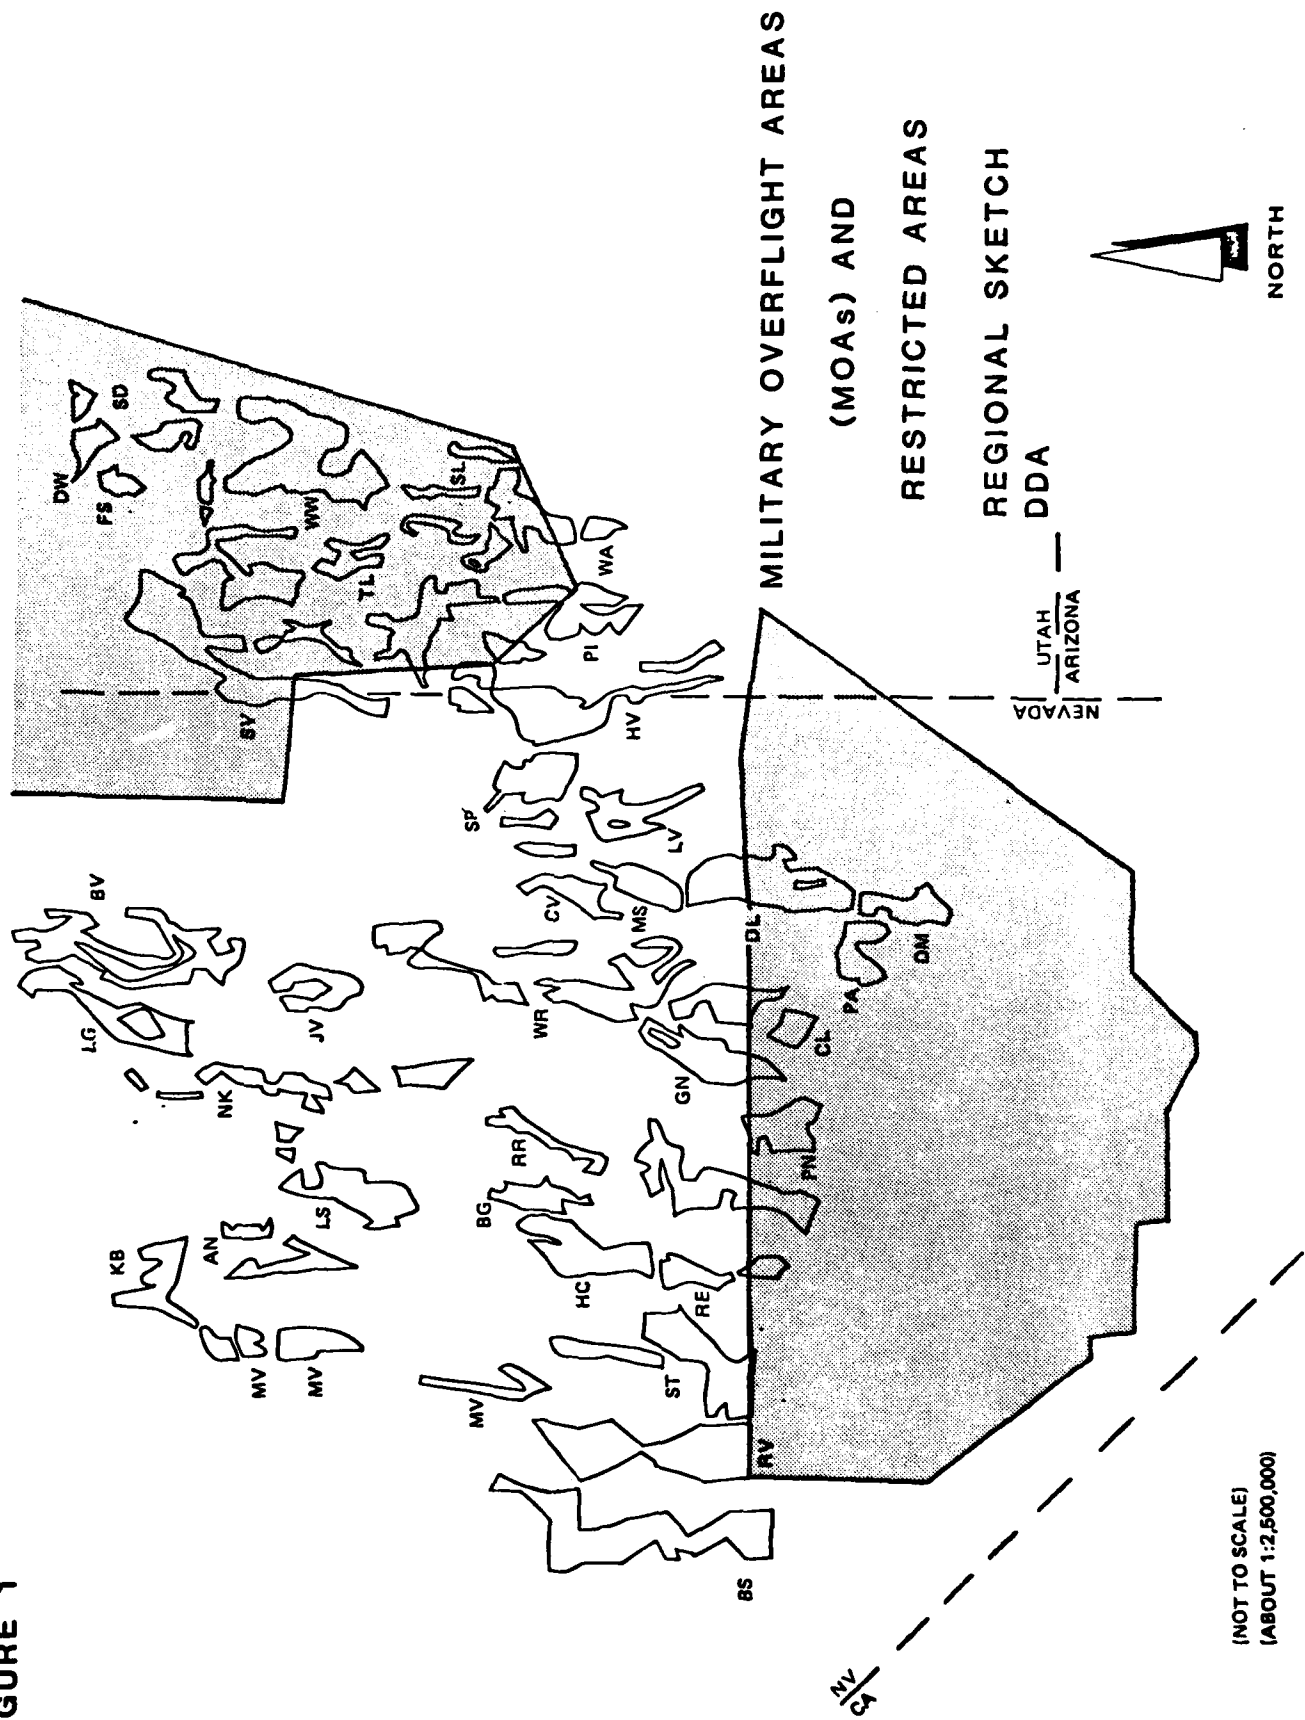 GURE 1
MILITARY OVERFLIGHT AREAS
(MOAs) AND
RESTRICTED AREAS
REGIONAL SKETCH
DDA
NORTH
UTAH
ARIZONA
NEVADA
NV/CA
(NOT TO SCALE)
(ABOUT 1:2,500,000)
DW
SD
FS
WW
SL
TL
WA
SV
PI
HV
SP
LV
BV
CV
MS
DL
DM
PA
LG
JV
WR
CL
NK
GN
RR
PN
LS
BG
KB
AN
HC
RE
MV
MV
MV
ST
RV
BS